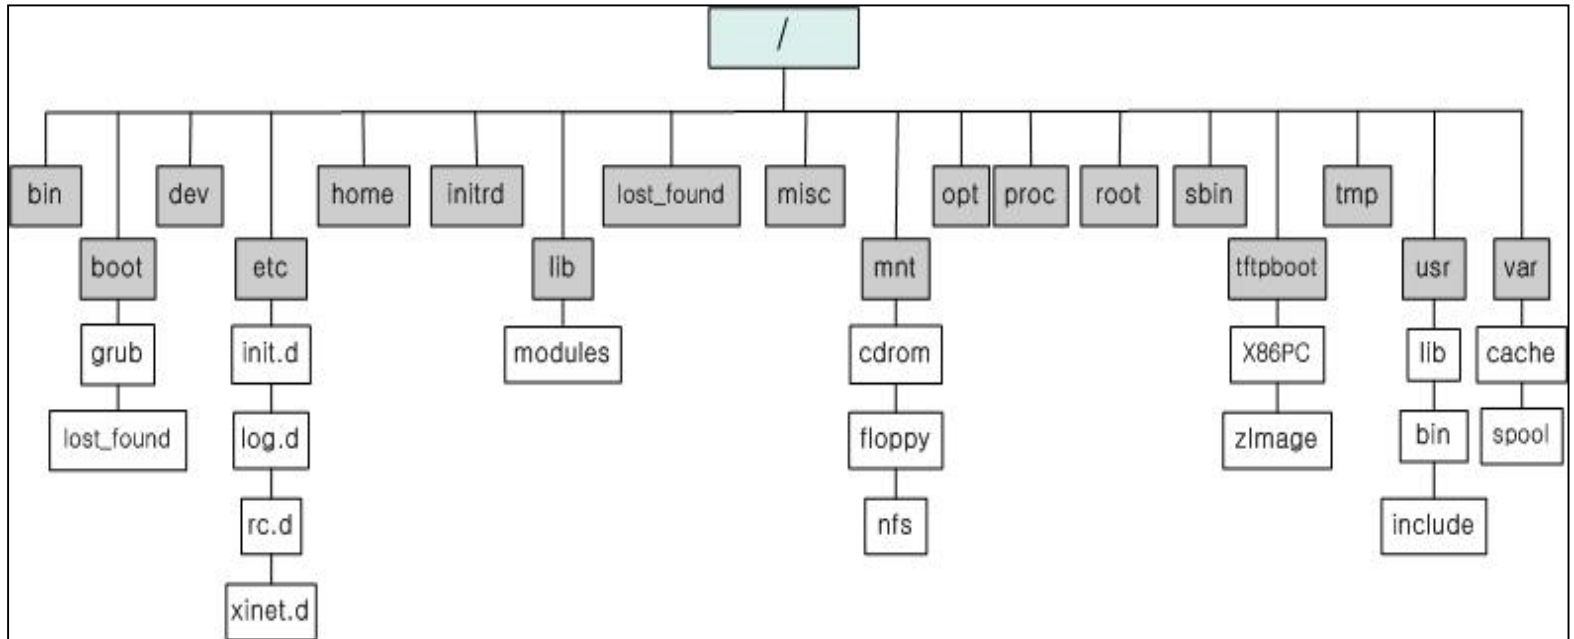 /
bin
dev
home
initrd
lost_found
misc
opt
proc
root
sbin
tmp
boot
etc
lib
mnt
tftpboot
usr
var
grub
init.d
modules
cdrom
X86PC
lib
cache
lost_found
log.d
floppy
zImage
bin
spool
rc.d
nfs
include
xinet.d